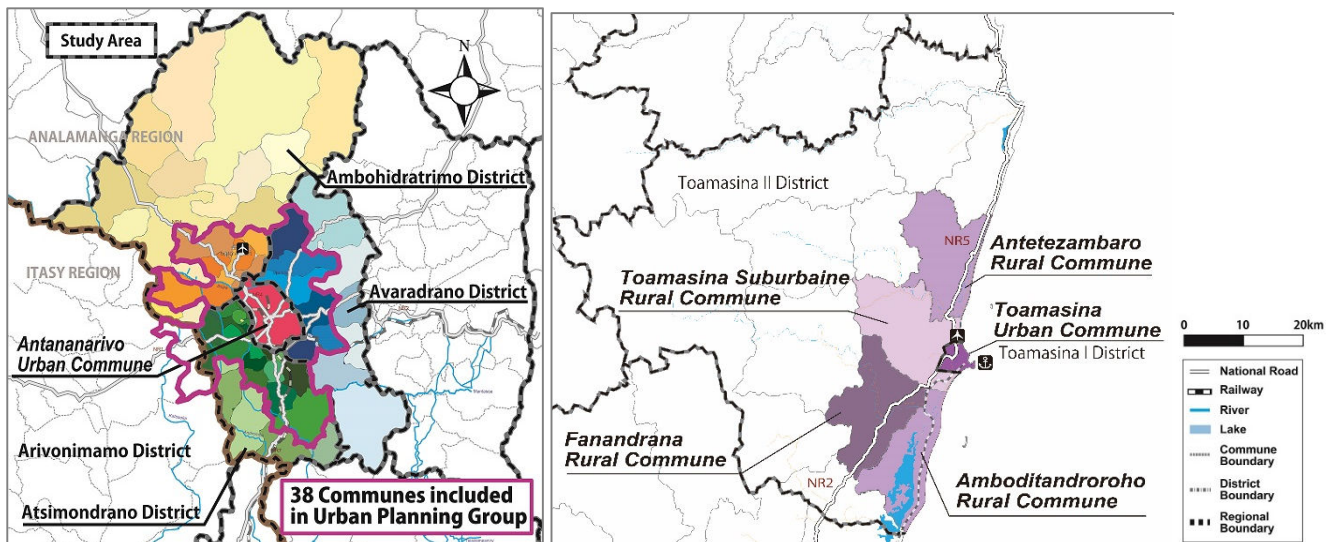 Study Area
N
ANALAMANGA REGION
Ambohidratrimo District
ITASY REGION
Avaradrano District
Antananarivo
Urban Commune
Arivonimamo District
Atsimondrano District
38 Communes included
in Urban Planning Group
Toamasina II District
NR5
Antetezambaro
Rural Commune
Toamasina Suburbaine
Rural Commune
Toamasina
Urban Commune
Toamasina I District
Fanandrana
Rural Commune
NR2
Amboditandroroho
Rural Commune
0 10 20km
National Road
Railway
River
Lake
Commune
Boundary
District
Boundary
Regional
Boundary